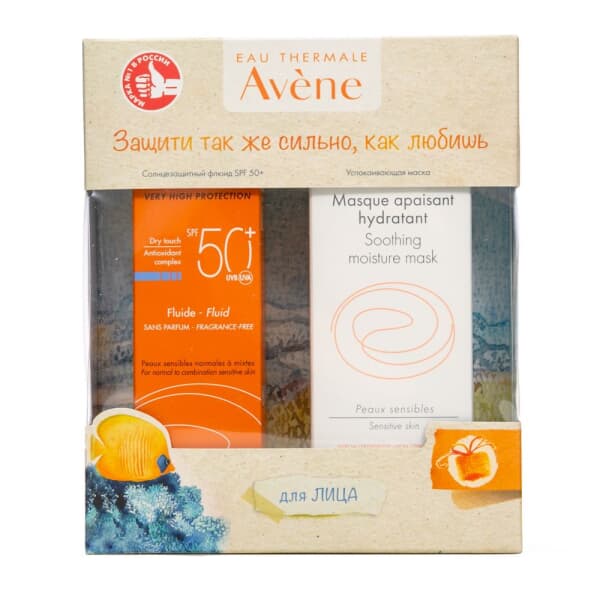 МАРКА №1 В РОССИИ
EAU THERMALE
Avène
Защити так же сильно, как любишь
Солнцезащитный флюид SPF 50+
Успокаивающая маска
VERY HIGH PROTECTION
Dry touch
Antioxidant
complex
SPF
50+
UVB-UVA
Fluide - Fluid
SANS PARFUM - FRAGRANCE-FREE
Peaux sensibles normales à mixtes
For normal to combination sensitive skin
Masque apaisant
hydratant
Soothing
moisture mask
Peaux sensibles
Sensitive skin
для ЛИЦА